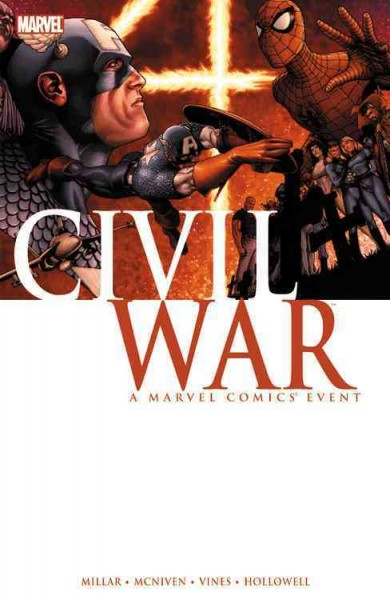 MARVEL
CIVIL
WAR
A MARVEL COMICS EVENT
MILLAR • MCNIVEN • VINES • HOLLOWELL